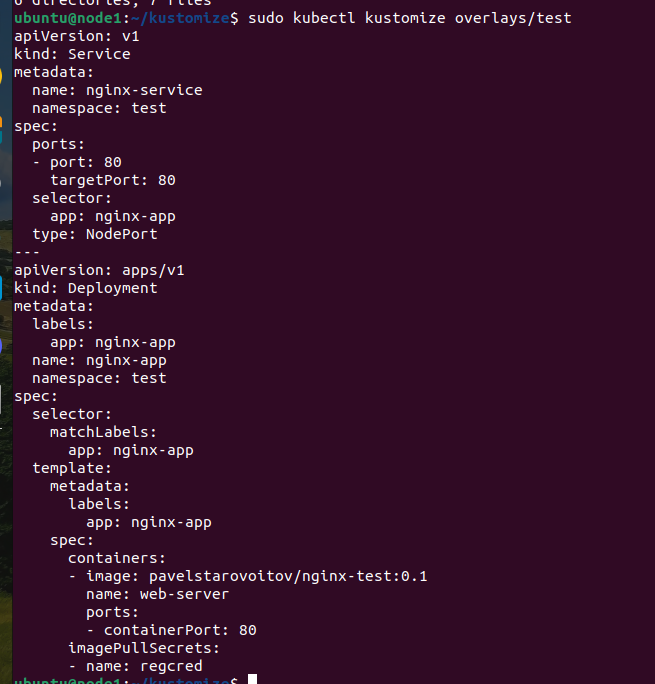 0 directories, 7 files
ubuntu@node1:~/kustomize$ sudo kubectl kustomize overlays/test
apiVersion: v1
kind: Service
metadata:
  name: nginx-service
  namespace: test
spec:
  ports:
  - port: 80
    targetPort: 80
  selector:
    app: nginx-app
  type: NodePort
---
apiVersion: apps/v1
kind: Deployment
metadata:
  labels:
    app: nginx-app
  name: nginx-app
  namespace: test
spec:
  selector:
    matchLabels:
      app: nginx-app
  template:
    metadata:
      labels:
        app: nginx-app
    spec:
      containers:
      - image: pavelstarovoitov/nginx-test:0.1
        name: web-server
        ports:
        - containerPort: 80
      imagePullSecrets:
      - name: regcred
ubuntu@node1:~/kustomize$